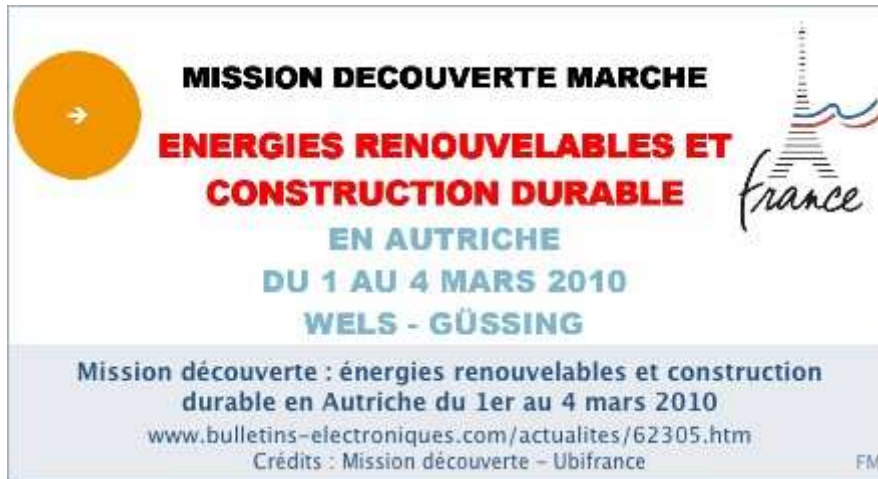 MISSION DECOUVERTE MARCHE
ENERGIES RENOUVELABLES ET
CONSTRUCTION DURABLE
france
EN AUTRICHE
DU 1 AU 4 MARS 2010
WELS - GÜSSING
Mission découverte : énergies renouvelables et construction
durable en Autriche du 1er au 4 mars 2010
www.bulletins-electroniques.com/actualites/62305.htm
Crédits : Mission découverte - Ubifrance
FM